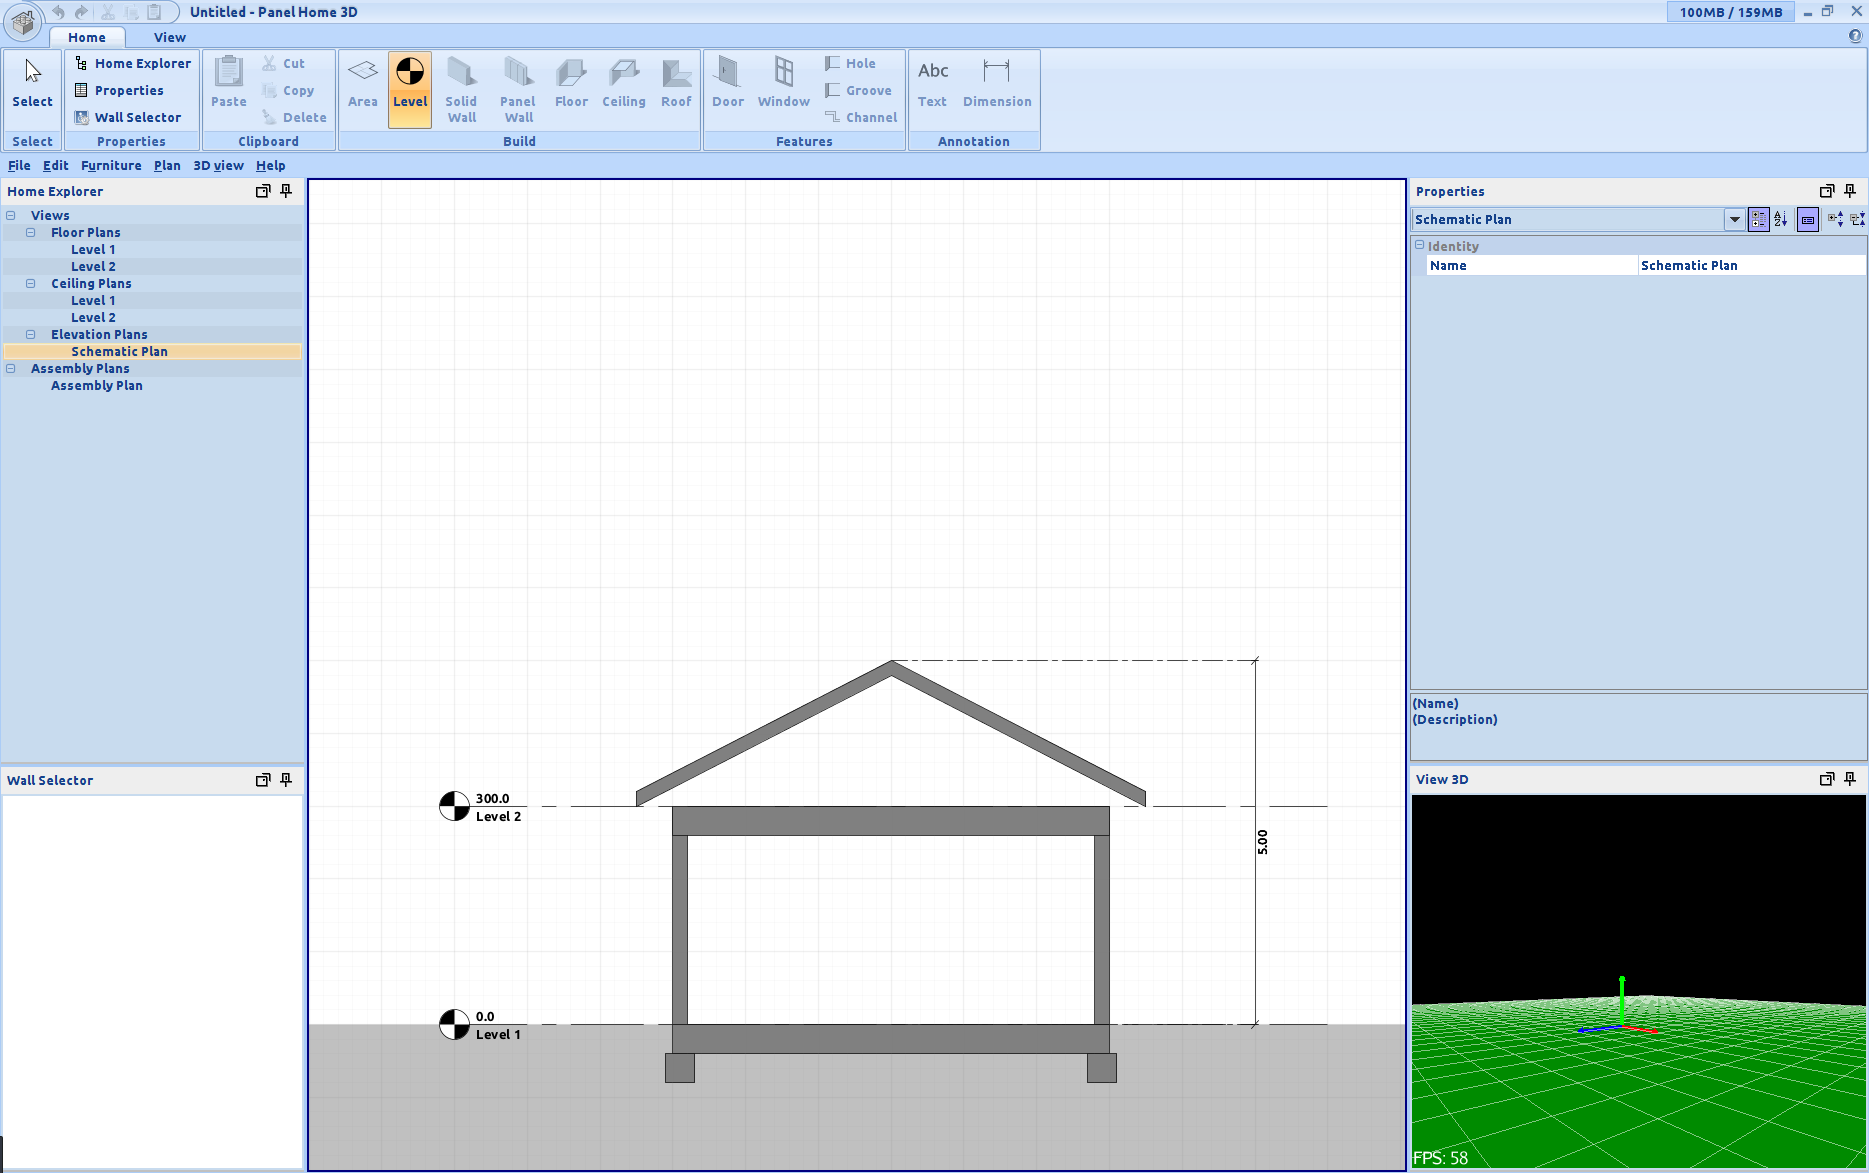 Untitled - Panel Home 3D
100MB / 159MB
Home
View
Select
Select
Home Explorer
Properties
Wall Selector
Properties
Paste
Cut
Copy
Delete
Clipboard
Area
Level
Solid Wall
Panel Wall
Floor
Ceiling
Roof
Build
Door
Window
Hole
Groove
Channel
Features
Abc
Text
Dimension
Annotation
File Edit Furniture Plan 3D view Help
Home Explorer
Views
Floor Plans
Level 1
Level 2
Ceiling Plans
Level 1
Level 2
Elevation Plans
Schematic Plan
Assembly Plans
Assembly Plan
Wall Selector
300.0
Level 2
5.00
0.0
Level 1
Properties
Schematic Plan
Identity
Name Schematic Plan
(Name)
(Description)
View 3D
FPS: 58